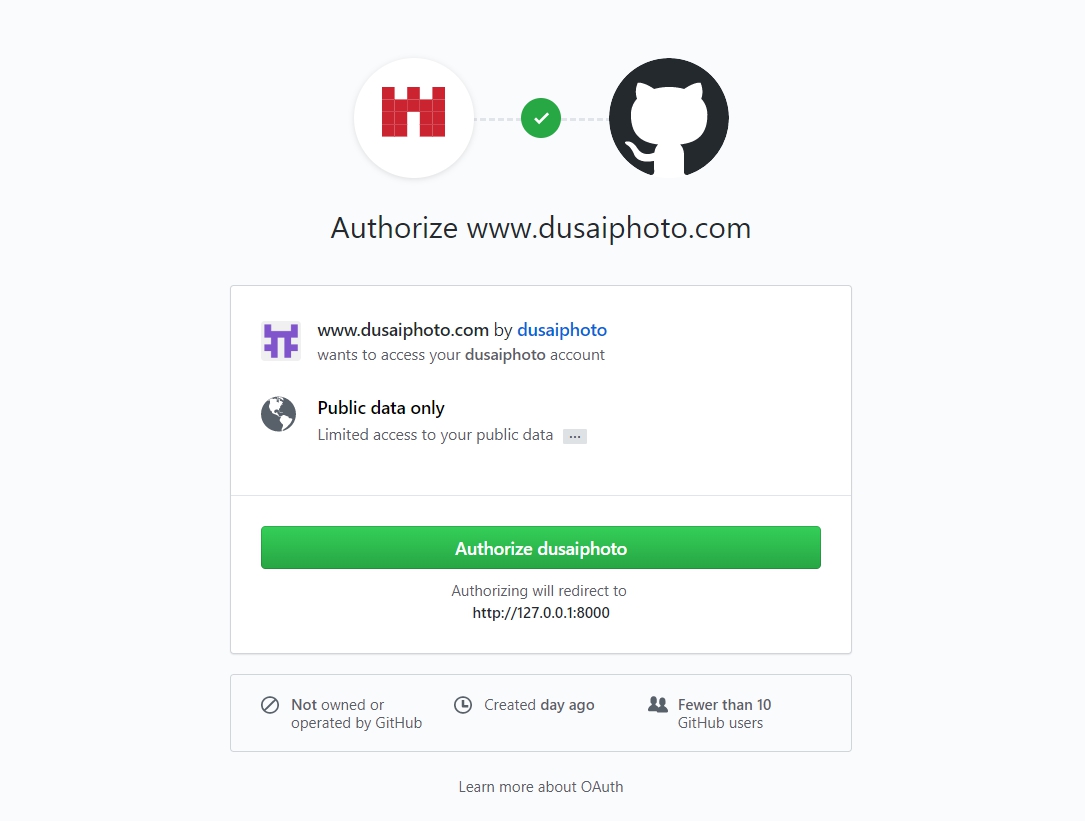 Authorize www.dusaiphoto.com
www.dusaiphoto.com by dusaiphoto
wants to access your dusaiphoto account
Public data only
Limited access to your public data ...
Authorize dusaiphoto
Authorizing will redirect to
http://127.0.0.1:8000
Not owned or
operated by GitHub
Created day ago
Fewer than 10
GitHub users
Learn more about OAuth